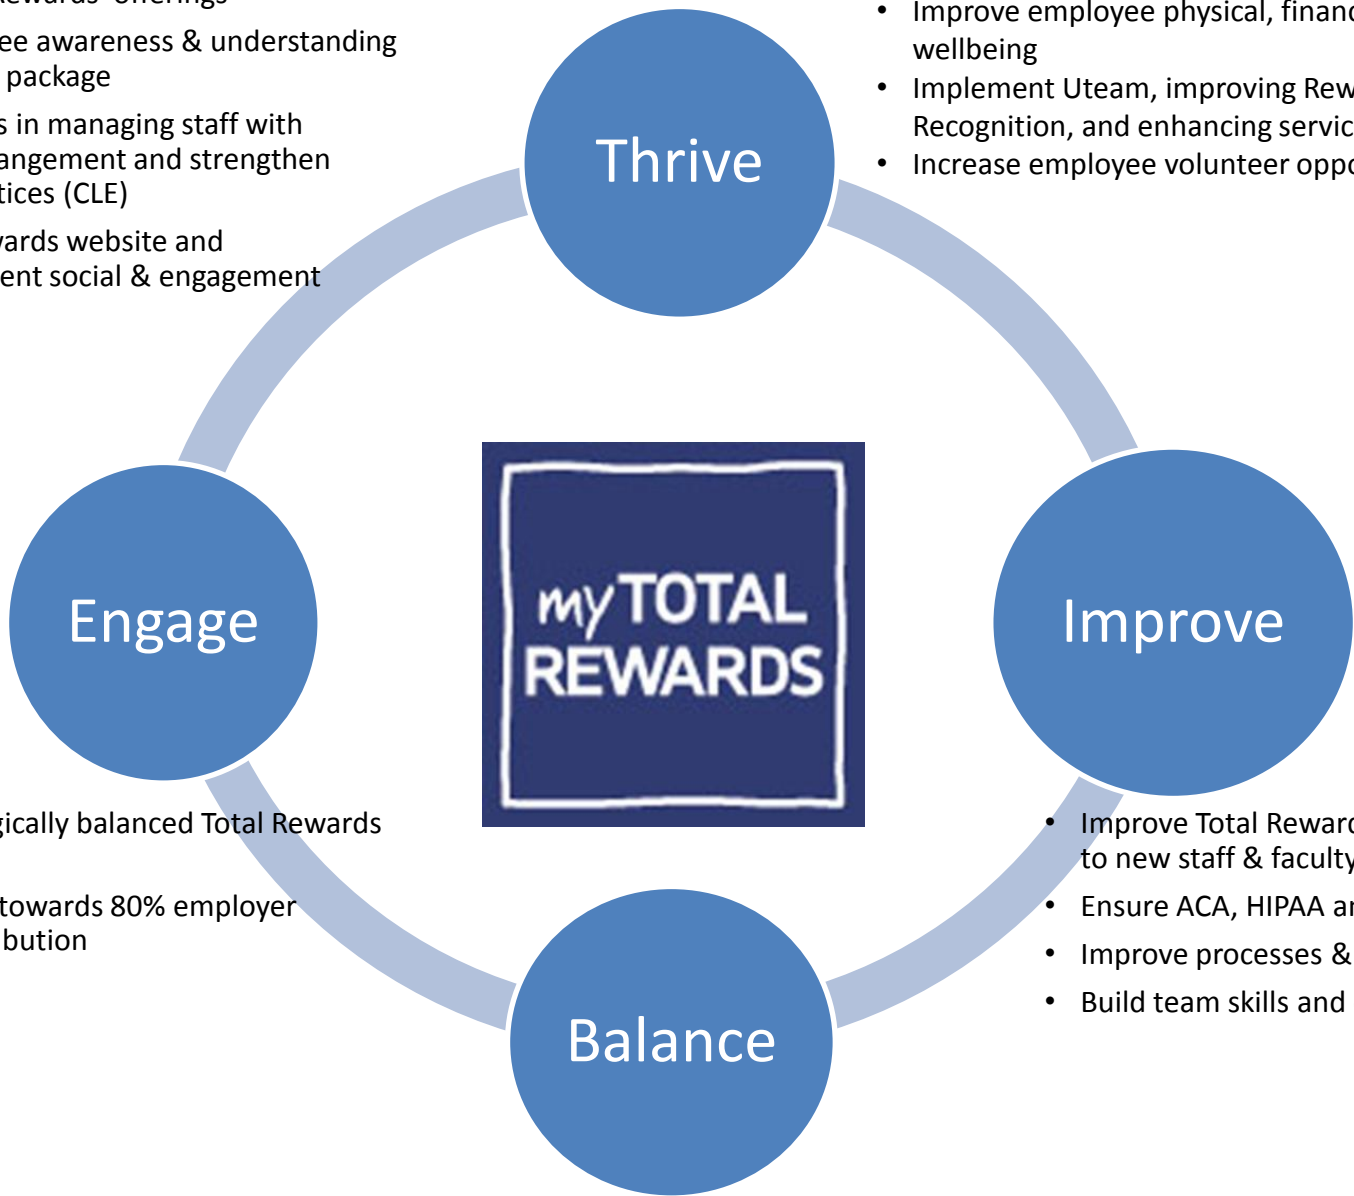 Rewards' offerings
ee awareness & understanding
package
s in managing staff with
angement and strengthen
tices (CLE)
vards website and
ent social & engagement
Thrive
• Improve employee physical, financ
wellbeing
• Implement Uteam, improving Rew
Recognition, and enhancing servic
• Increase employee volunteer oppo
Engage
my TOTAL
REWARDS
Improve
gically balanced Total Rewards
towards 80% employer
bution
Balance
• Improve Total Reward
to new staff & faculty
• Ensure ACA, HIPAA ar
• Improve processes &
• Build team skills and